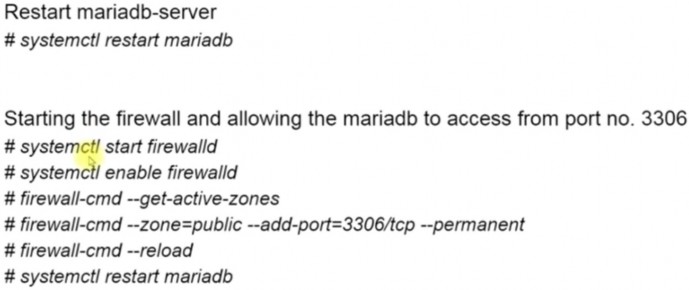 Restart mariadb-server
# systemctl restart mariadb
Starting the firewall and allowing the mariadb to access from port no. 3306
# systemctl start firewalld
# systemctl enable firewalld
# firewall-cmd --get-active-zones
# firewall-cmd --zone=public --add-port=3306/tcp --permanent
# firewall-cmd --reload
# systemctl restart mariadb